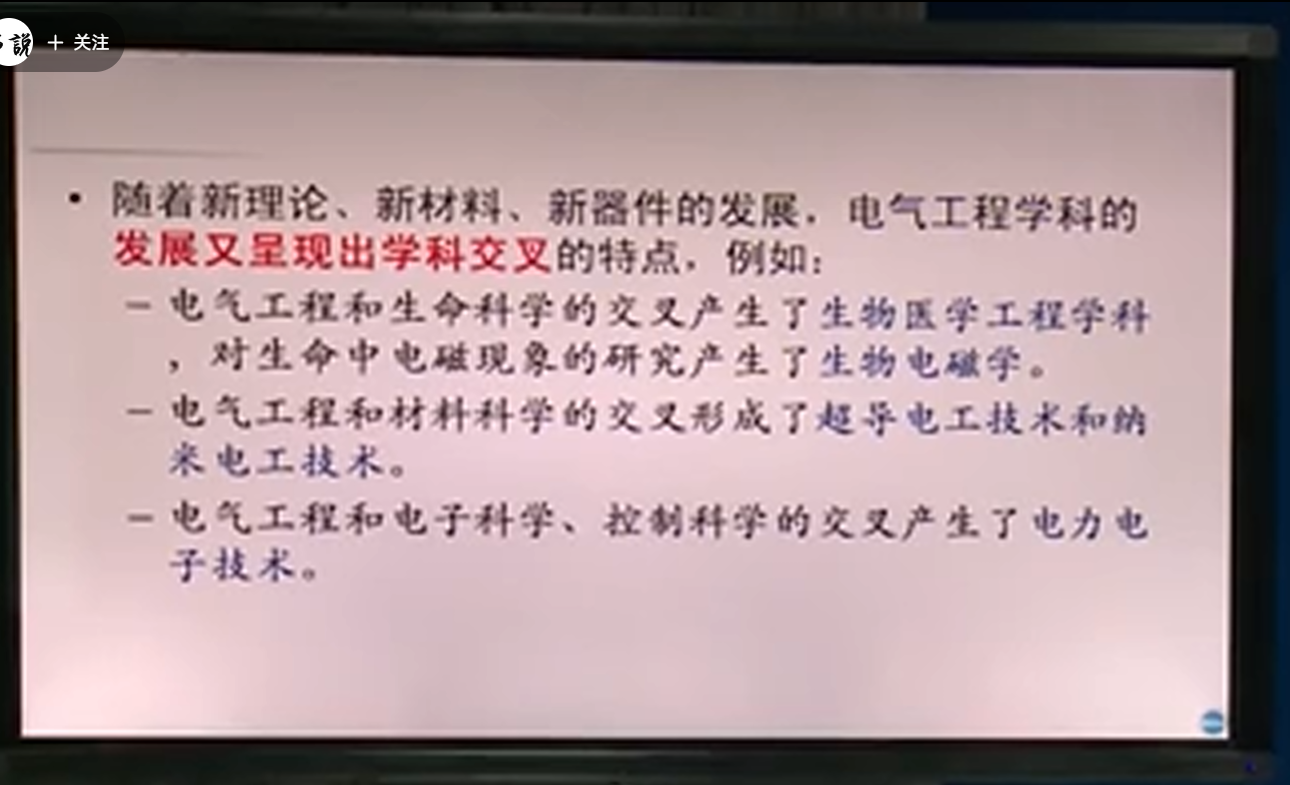 説 + 关注
• 随着新理论、新材料、新器件的发展，电气工程学科的
发展又呈现出学科交叉的特点，例如：
– 电气工程和生命科学的交叉产生了生物医学工程学科
，对生命中电磁现象的研究产生了生物电磁学。
– 电气工程和材料科学的交叉形成了超导电工技术和纳
米电工技术。
– 电气工程和电子科学、控制科学的交叉产生了电力电
子技术。